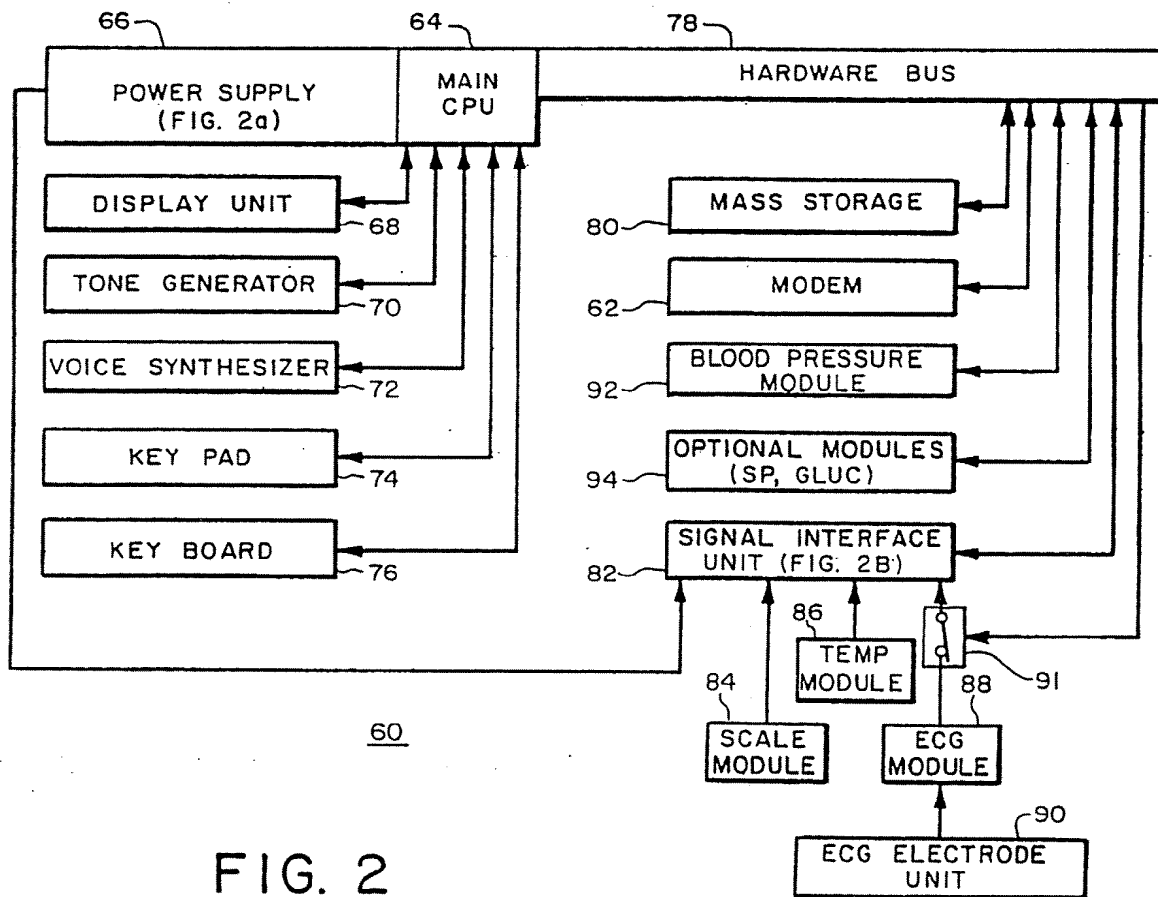 66
64
78
POWER SUPPLY
(FIG. 2a)
MAIN
CPU
HARDWARE BUS
DISPLAY UNIT
68
MASS STORAGE
80
TONE GENERATOR
70
MODEM
62
VOICE SYNTHESIZER
72
BLOOD PRESSURE
MODULE
92
KEY PAD
74
OPTIONAL MODULES
(SP, GLUC)
94
KEY BOARD
76
SIGNAL INTERFACE
UNIT (FIG. 2B)
82
86
TEMP
MODULE
91
84
SCALE
MODULE
88
ECG
MODULE
60
90
ECG ELECTRODE
UNIT
FIG. 2